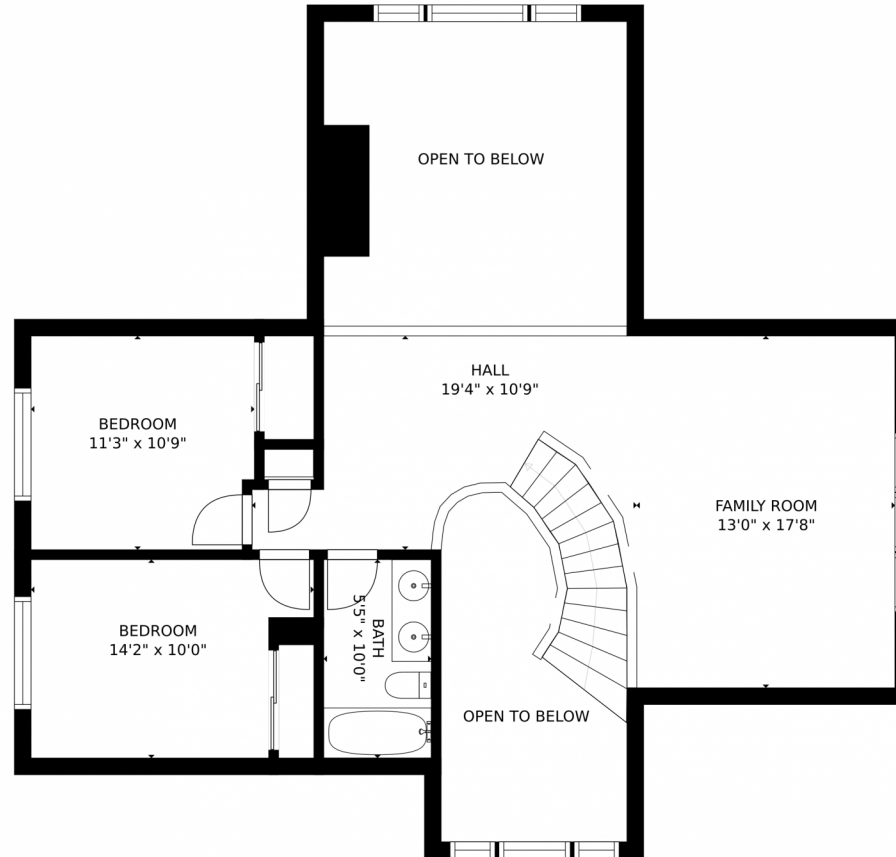 OPEN TO BELOW
HALL
19'4" x 10'9"
BEDROOM
11'3" x 10'9"
FAMILY ROOM
13'0" x 17'8"
BEDROOM
14'2" x 10'0"
BATH
5'5" x 10'0"
OPEN TO BELOW